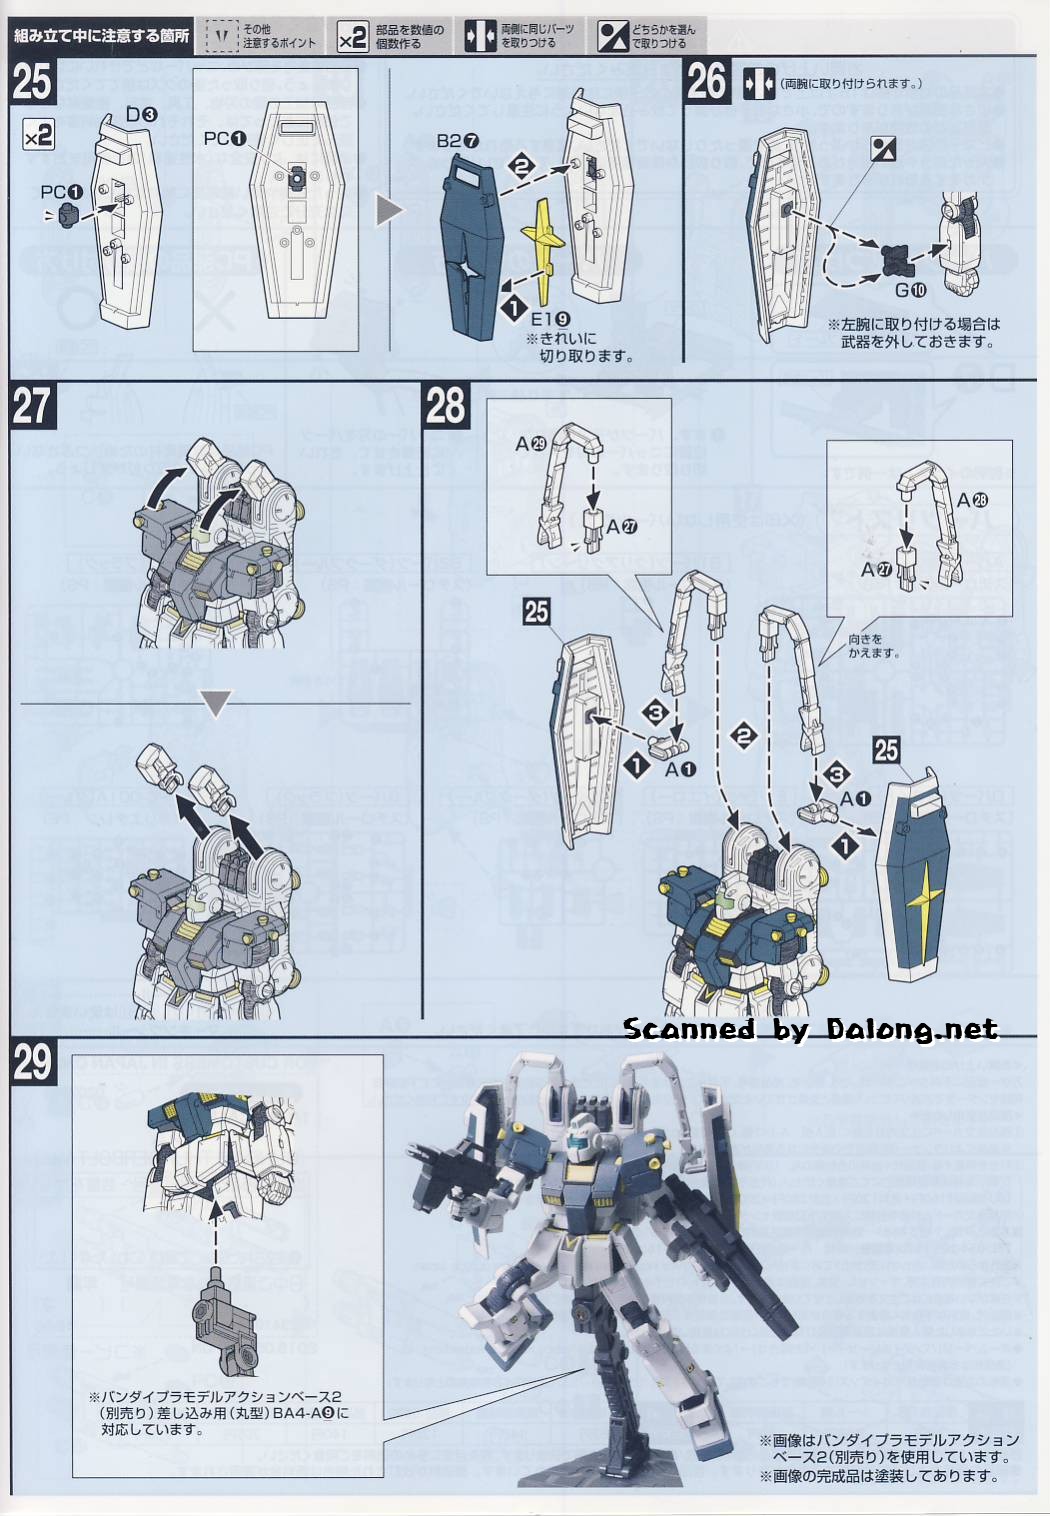 組み立て中に注意する箇所
その他
注意するポイント
×2
部品を数値の
個数作る
両側に同じパーツ
を取りつける
どちらかを選ん
で取りつける
25
×2
D❸
PC❶
PC❶
B2❼
2
1
E1❾
※きれいに
切り取ります。
26
(両腕に取り付けられます。)
G❿
※左腕に取り付ける場合は
武器を外しておきます。
27
28
A㉙
A㉗
A㉘
A㉗
向きを
かえます。
25
3
1
A❶
2
25
3
A❶
1
Scanned by Dalong.net
29
※バンダイプラモデルアクションベース2
(別売り)差し込み用(丸型)BA4-A❾に
対応しています。
※画像はバンダイプラモデルアクション
ベース2(別売り)を使用しています。
※画像の完成品は塗装してあります。